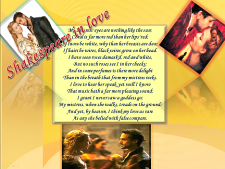 Shakespeare in love
My mistress' eyes are nothing like the sun
Coral is far more red than her lips' red
If snow be white, why then her breasts are dun
If hairs be wires, black wires grow on her head.
I have seen roses damask'd, red and white,
But no such roses see I in her cheeks;
And in some perfumes is there more delight
Than in the breath that from my mistress reeks.
I love to hear her speak, yet well I know
That music hath a far more pleasing sound;
I grant I never saw a goddess go;
My mistress, when she walks, treads on the ground;
And yet, by heaven, I think my love as rare
As any she belied with false compare.